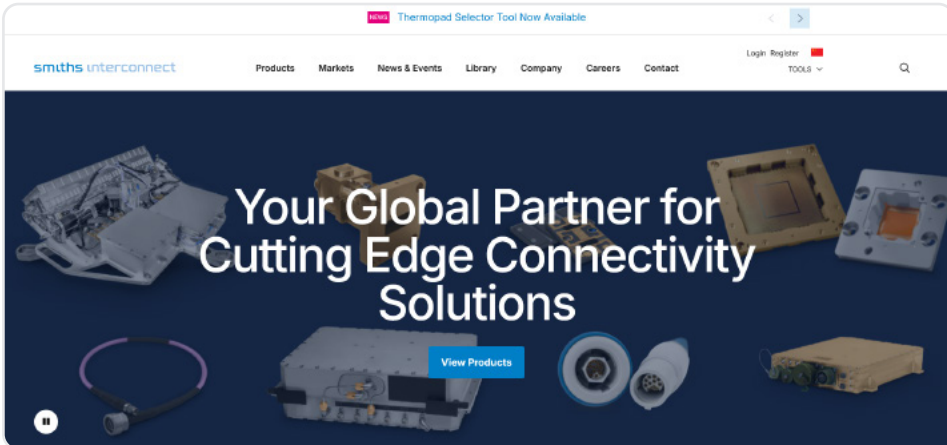 NEWS Thermopad Selector Tool Now Available
Login Register
smiths interconnect
Products Markets News & Events Library Company Careers Contact
TOOLS
Your Global Partner for
Cutting Edge Connectivity
Solutions
View Products